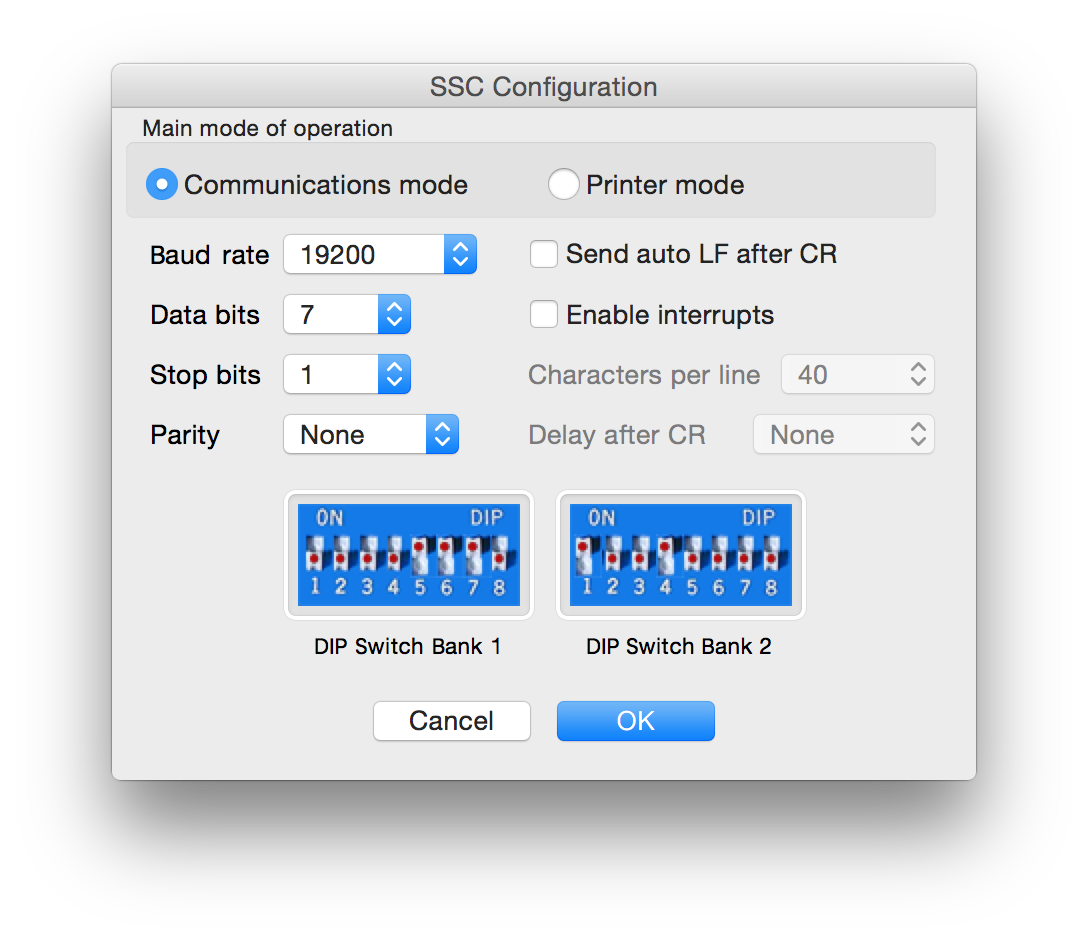 SSC Configuration
Main mode of operation
Communications mode Printer mode
Baud rate 19200 Send auto LF after CR
Data bits 7 Enable interrupts
Stop bits 1 Characters per line 40
Parity None Delay after CR None
ON DIP ON DIP
1 2 3 4 5 6 7 8 1 2 3 4 5 6 7 8
DIP Switch Bank 1 DIP Switch Bank 2
Cancel OK